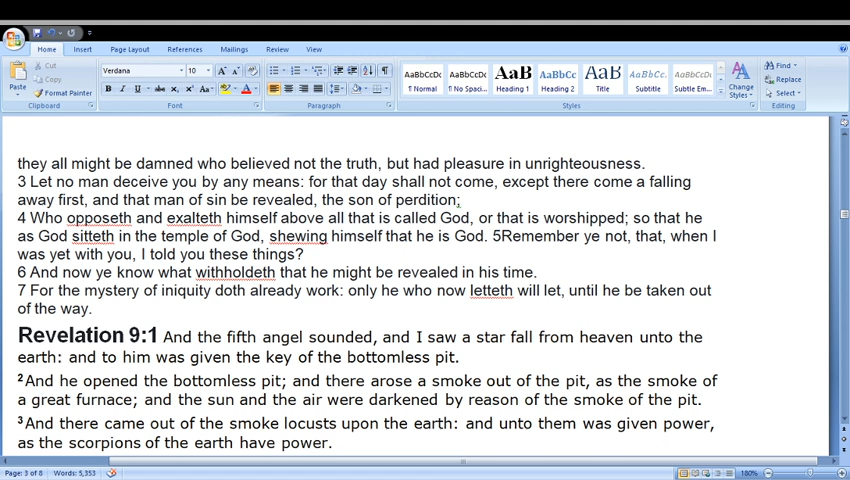 Home Insert Page Layout References Mailings Review View
Cut
Copy
Format Painter
Paste
Verdana 10
AaBbCcDc AaBbCcDc AaB AaBbCc AaB AaBbCc. AaBbCcDc
¶ Normal ¶ No Spaci... Heading 1 Heading 2 Title Subtitle Subtle Em...
Change Styles
Find
Replace
Select
Clipboard Font Paragraph Styles Editing
they all might be damned who believed not the truth, but had pleasure in unrighteousness.
3 Let no man deceive you by any means: for that day shall not come, except there come a falling
away first, and that man of sin be revealed, the son of perdition;
4 Who opposeth and exalteth himself above all that is called God, or that is worshipped; so that he
as God sitteth in the temple of God, shewing himself that he is God. 5Remember ye not, that, when I
was yet with you, I told you these things?
6 And now ye know what withholdeth that he might be revealed in his time.
7 For the mystery of iniquity doth already work: only he who now letteth will let, until he be taken out
of the way.
Revelation 9:1 And the fifth angel sounded, and I saw a star fall from heaven unto the
earth: and to him was given the key of the bottomless pit.
2And he opened the bottomless pit; and there arose a smoke out of the pit, as the smoke of
a great furnace; and the sun and the air were darkened by reason of the smoke of the pit.
3And there came out of the smoke locusts upon the earth: and unto them was given power,
as the scorpions of the earth have power.
Page: 3 of 8 Words: 5,353 180%